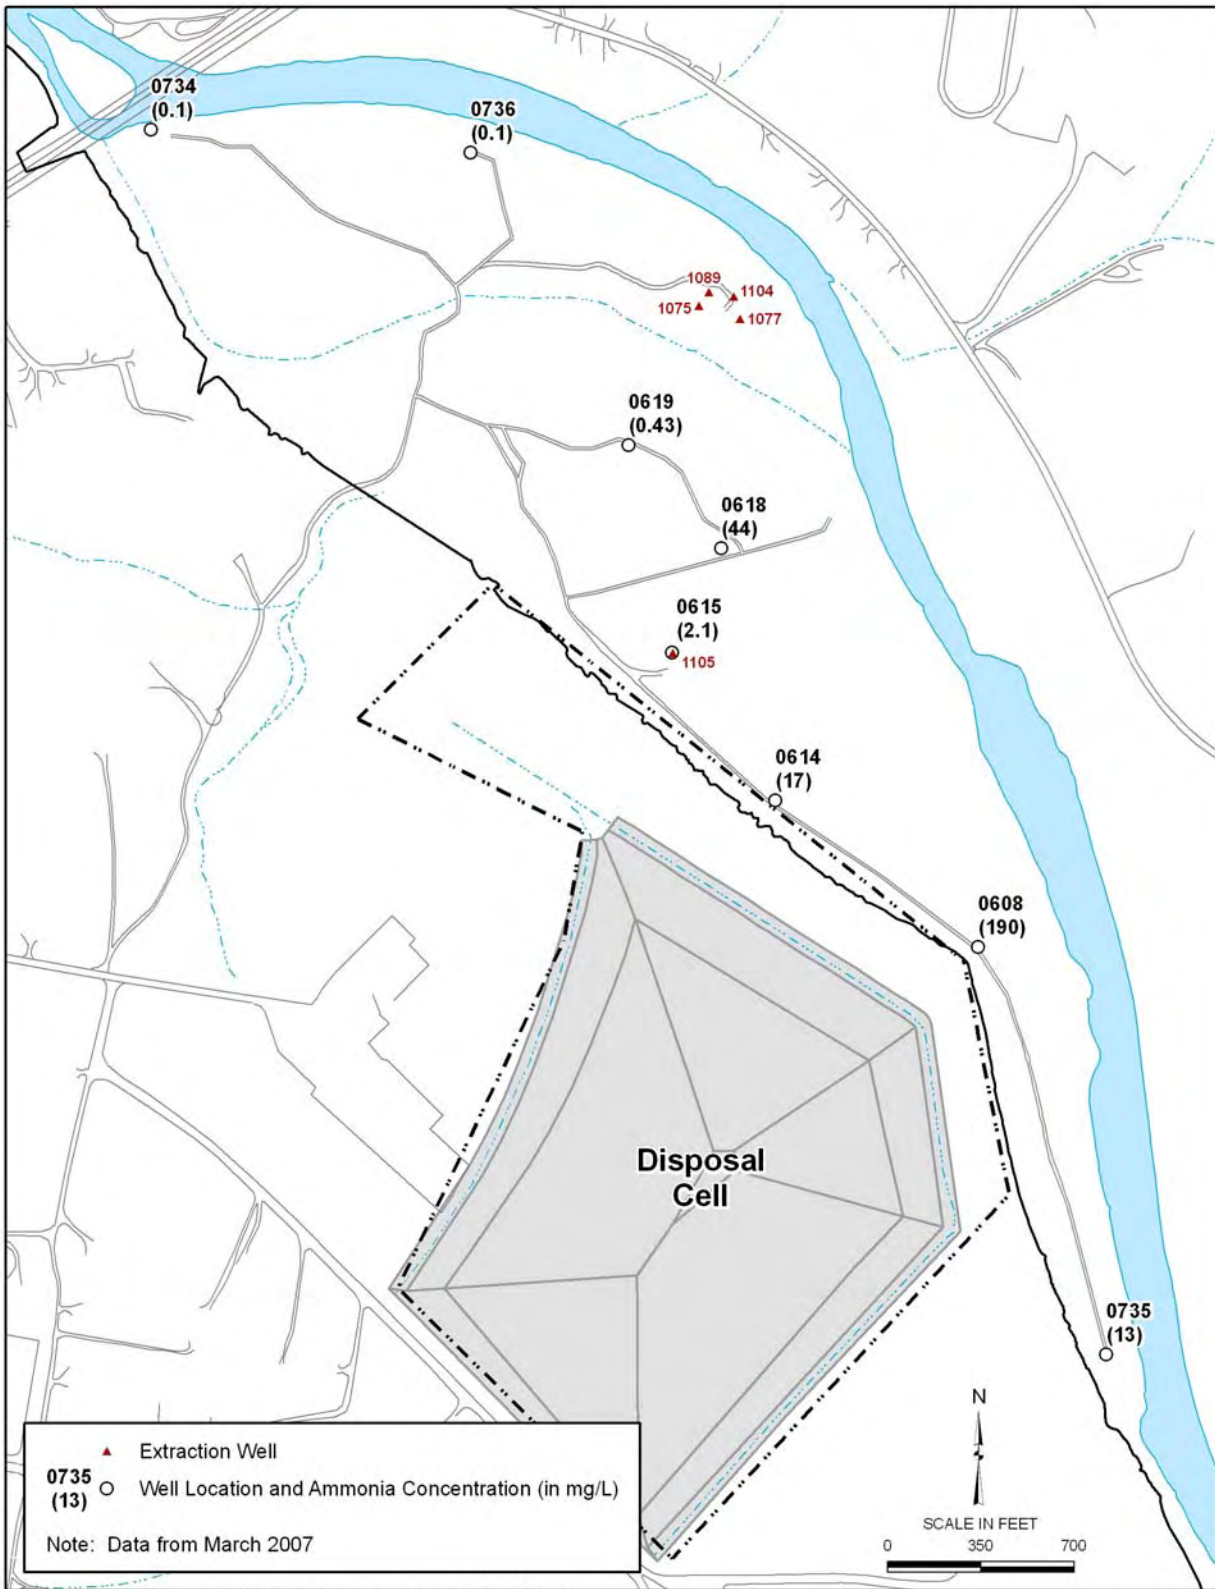 0734
(0.1)
0736
(0.1)
1089
1104
1075
1077
0619
(0.43)
0618
(44)
0615
(2.1)
1105
0614
(17)
0608
(190)
Disposal
Cell
0735
(13)
N
SCALE IN FEET
0 350 700
Extraction Well
0735
(13)
Well Location and Ammonia Concentration (in mg/L)
Note: Data from March 2007